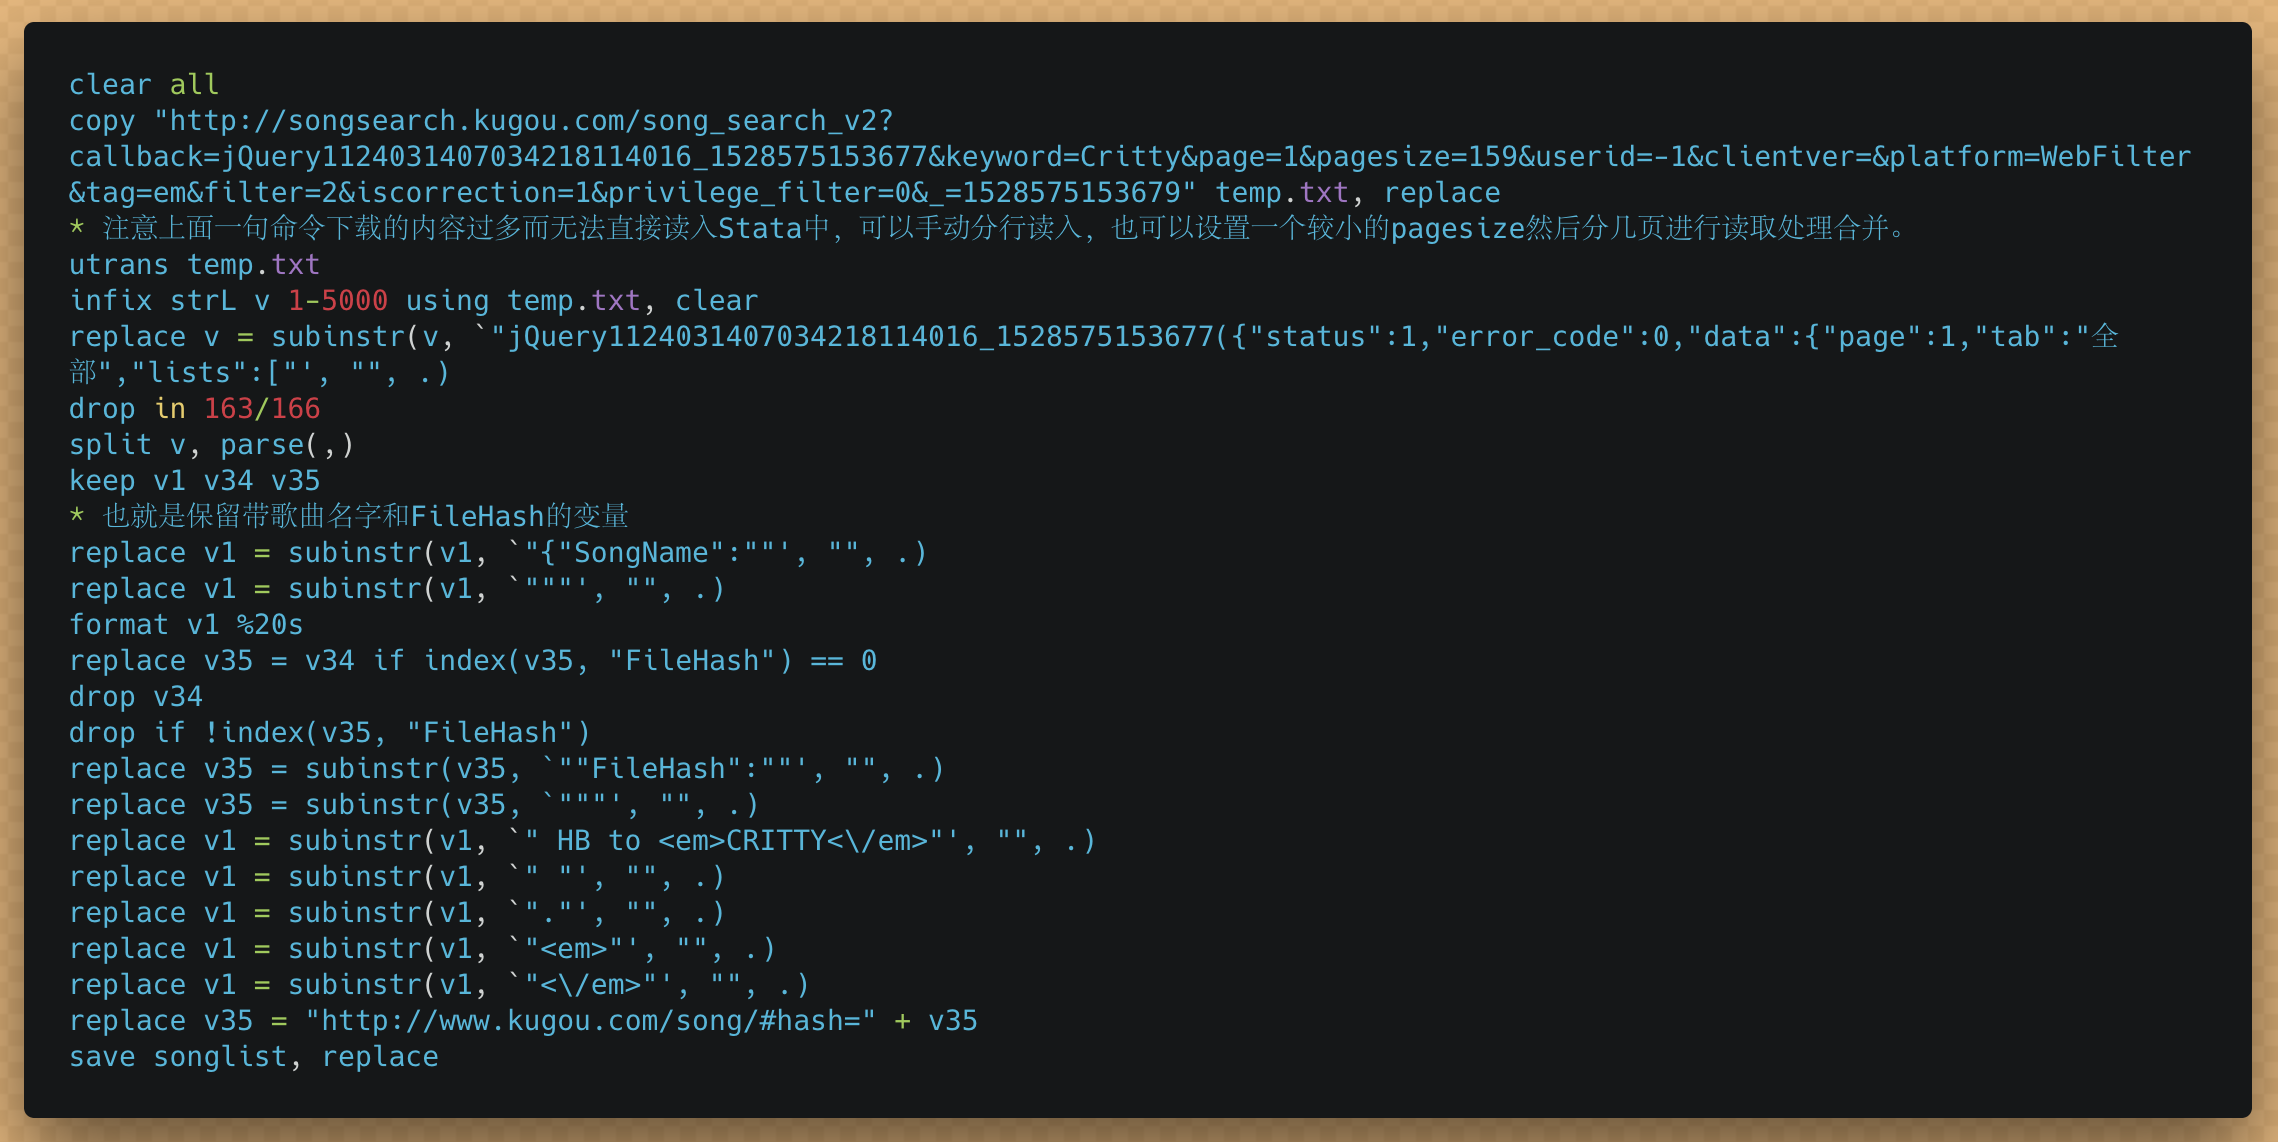 clear all
copy "http://songsearch.kugou.com/song_search_v2?
callback=jQuery1124031407034218114016_1528575153677&keyword=Critty&page=1&pagesize=159&userid=-1&clientver=&platform=WebFilter
&tag=em&filter=2&iscorrection=1&privilege_filter=0&_=1528575153679" temp.txt, replace
* 注意上面一句命令下载的内容过多而无法直接读入Stata中，可以手动分行读入，也可以设置一个较小的pagesize然后分几页进行读取处理合并。
utrans temp.txt
infix strL v 1-5000 using temp.txt, clear
replace v = subinstr(v, `"jQuery1124031407034218114016_1528575153677({"status":1,"error_code":0,"data":{"page":1,"tab":"全
部","lists":["', "", .)
drop in 163/166
split v, parse(,)
keep v1 v34 v35
* 也就是保留带歌曲名字和FileHash的变量
replace v1 = subinstr(v1, `"{"SongName":""', "", .)
replace v1 = subinstr(v1, `"""', "", .)
format v1 %20s
replace v35 = v34 if index(v35, "FileHash") == 0
drop v34
drop if !index(v35, "FileHash")
replace v35 = subinstr(v35, `""FileHash":""', "", .)
replace v35 = subinstr(v35, `"""', "", .)
replace v1 = subinstr(v1, `" HB to <em>CRITTY<\/em>"', "", .)
replace v1 = subinstr(v1, `" "', "", .)
replace v1 = subinstr(v1, `"."', "", .)
replace v1 = subinstr(v1, `"<em>"', "", .)
replace v1 = subinstr(v1, `"<\/em>"', "", .)
replace v35 = "http://www.kugou.com/song/#hash=" + v35
save songlist, replace